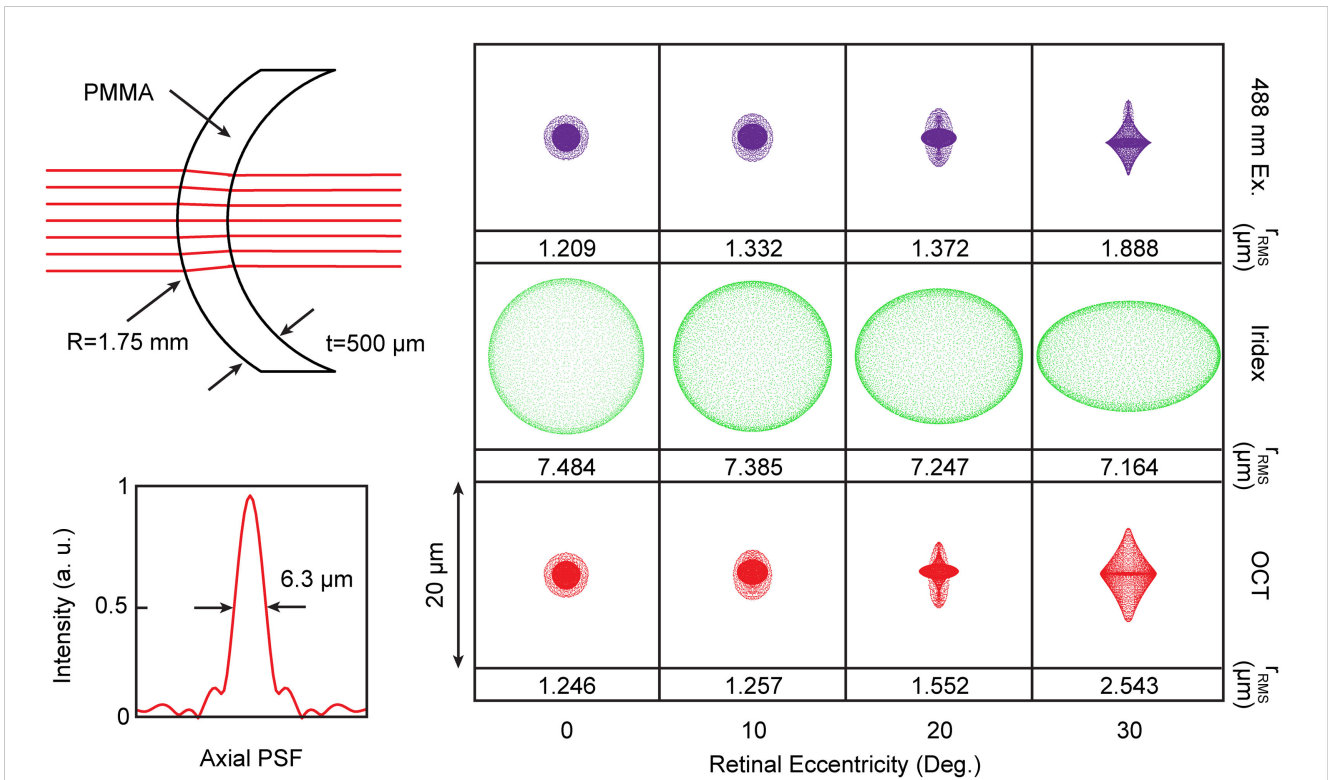 PMMA
R=1.75 mm
t=500 µm
1
0.5
0
6.3 µm
Intensity (a. u.)
Axial PSF
488 nm Ex.
1.209 1.332 1.372 1.888
rRMS (µm)
Iridex
7.484 7.385 7.247 7.164
rRMS (µm)
20 µm
OCT
1.246 1.257 1.552 2.543
rRMS (µm)
0 10 20 30
Retinal Eccentricity (Deg.)